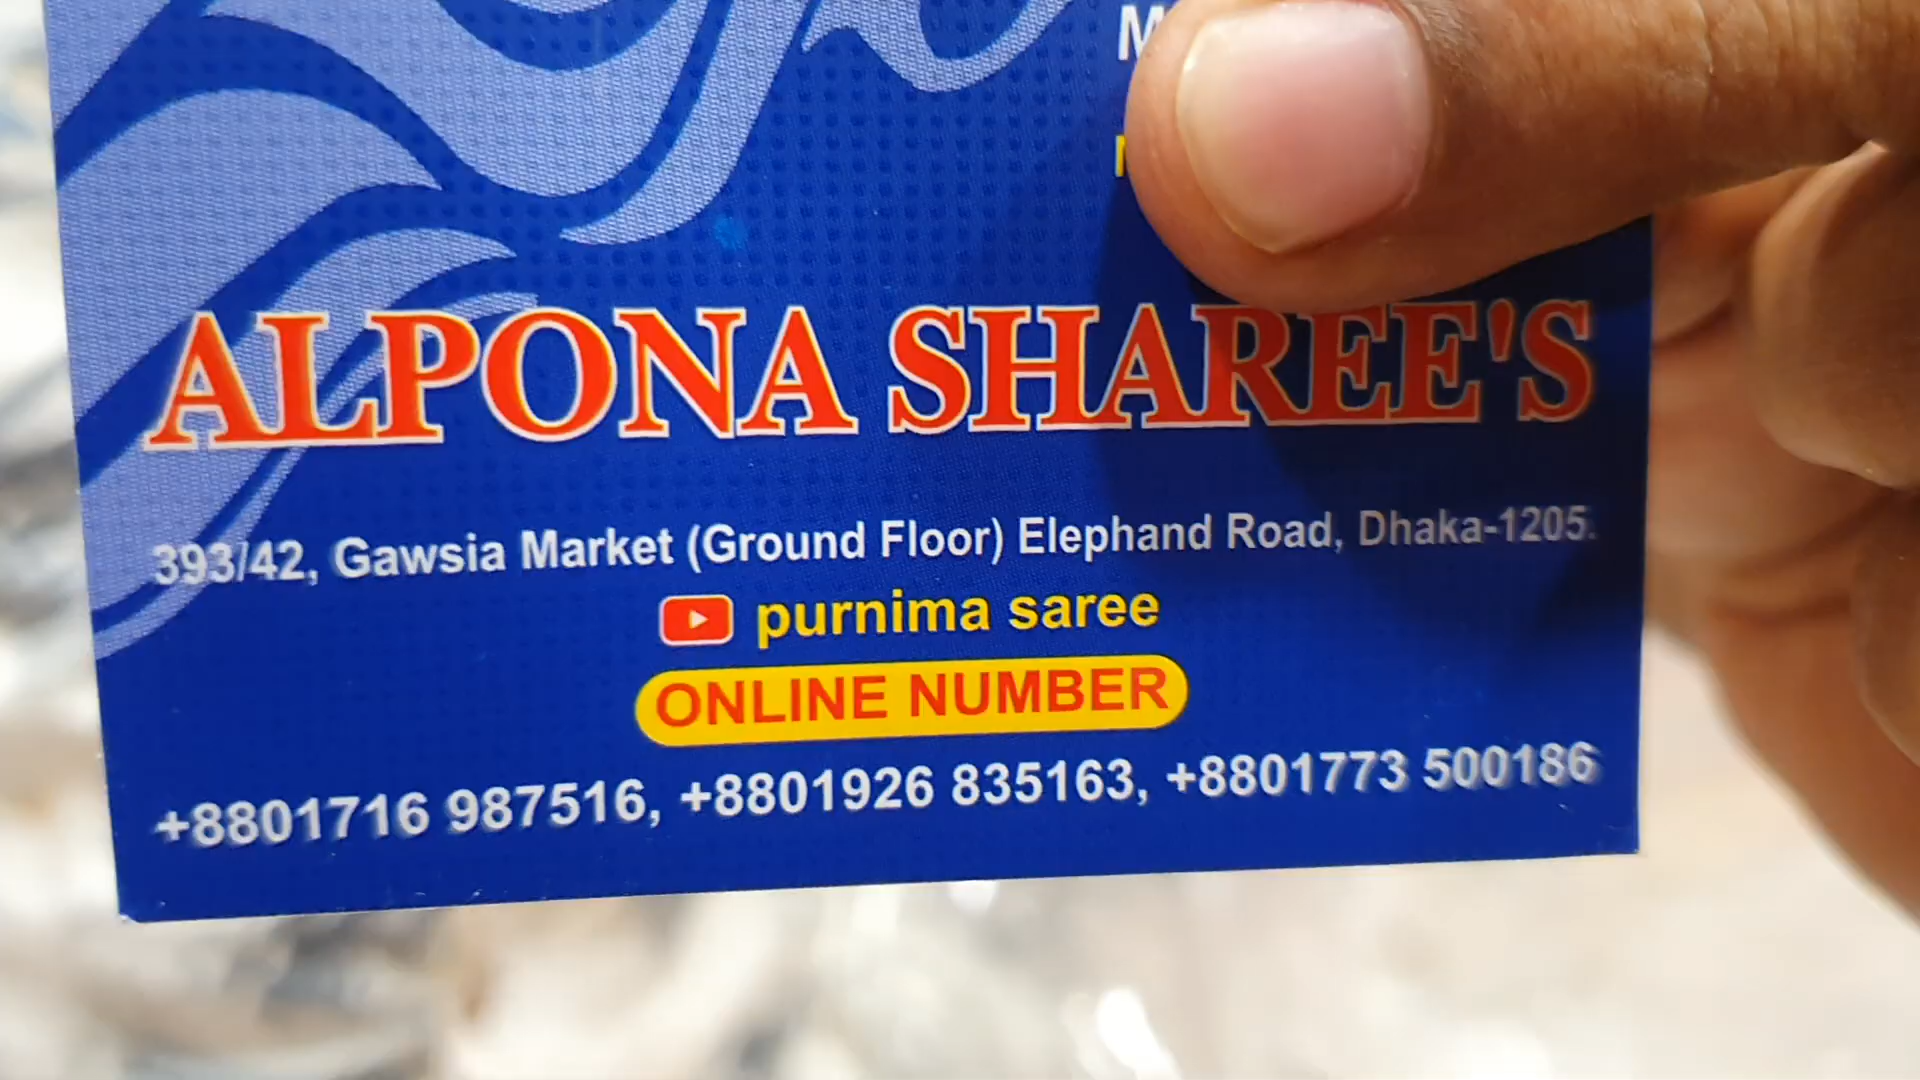 ALPONA SHAREE'S
393/42, Gawsia Market (Ground Floor) Elephand Road, Dhaka-1205.
purnima saree
ONLINE NUMBER
+8801716 987516, +8801926 835163, +8801773 500186